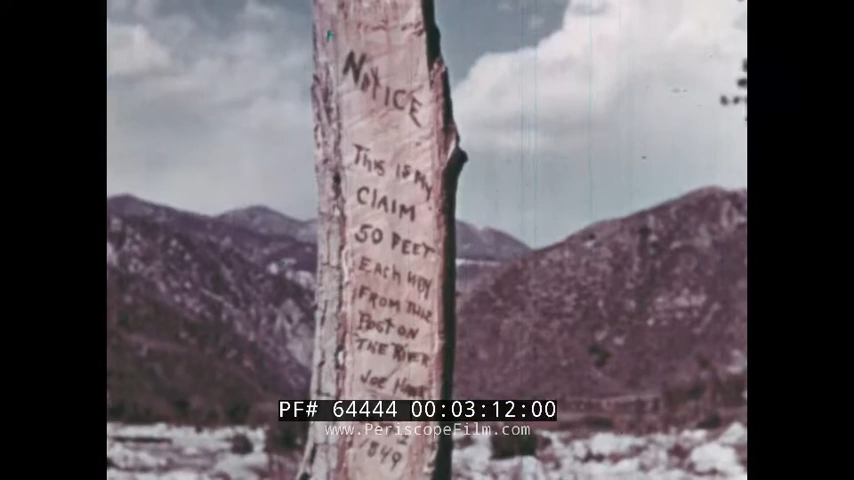 NOTICE
THIS IS MY
CLAIM
50 FEET
EACH WAY
FROM THIS
POST ON
THE RIVER
JOE
PF# 64444 00:03:12:00
www.PeriscopeFilm.com
1849